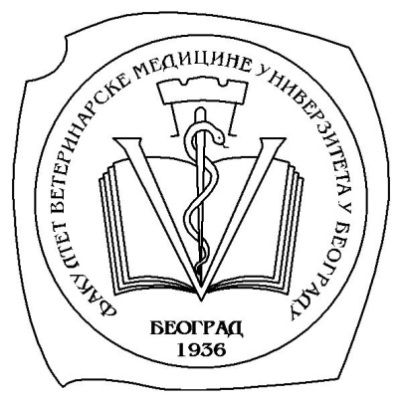 ФАКУЛТЕТ ВЕТЕРИНАРСКЕ МЕДИЦИНЕ УНИВЕРЗИТЕТА У БЕОГРАДУ
БЕОГРАД
1936